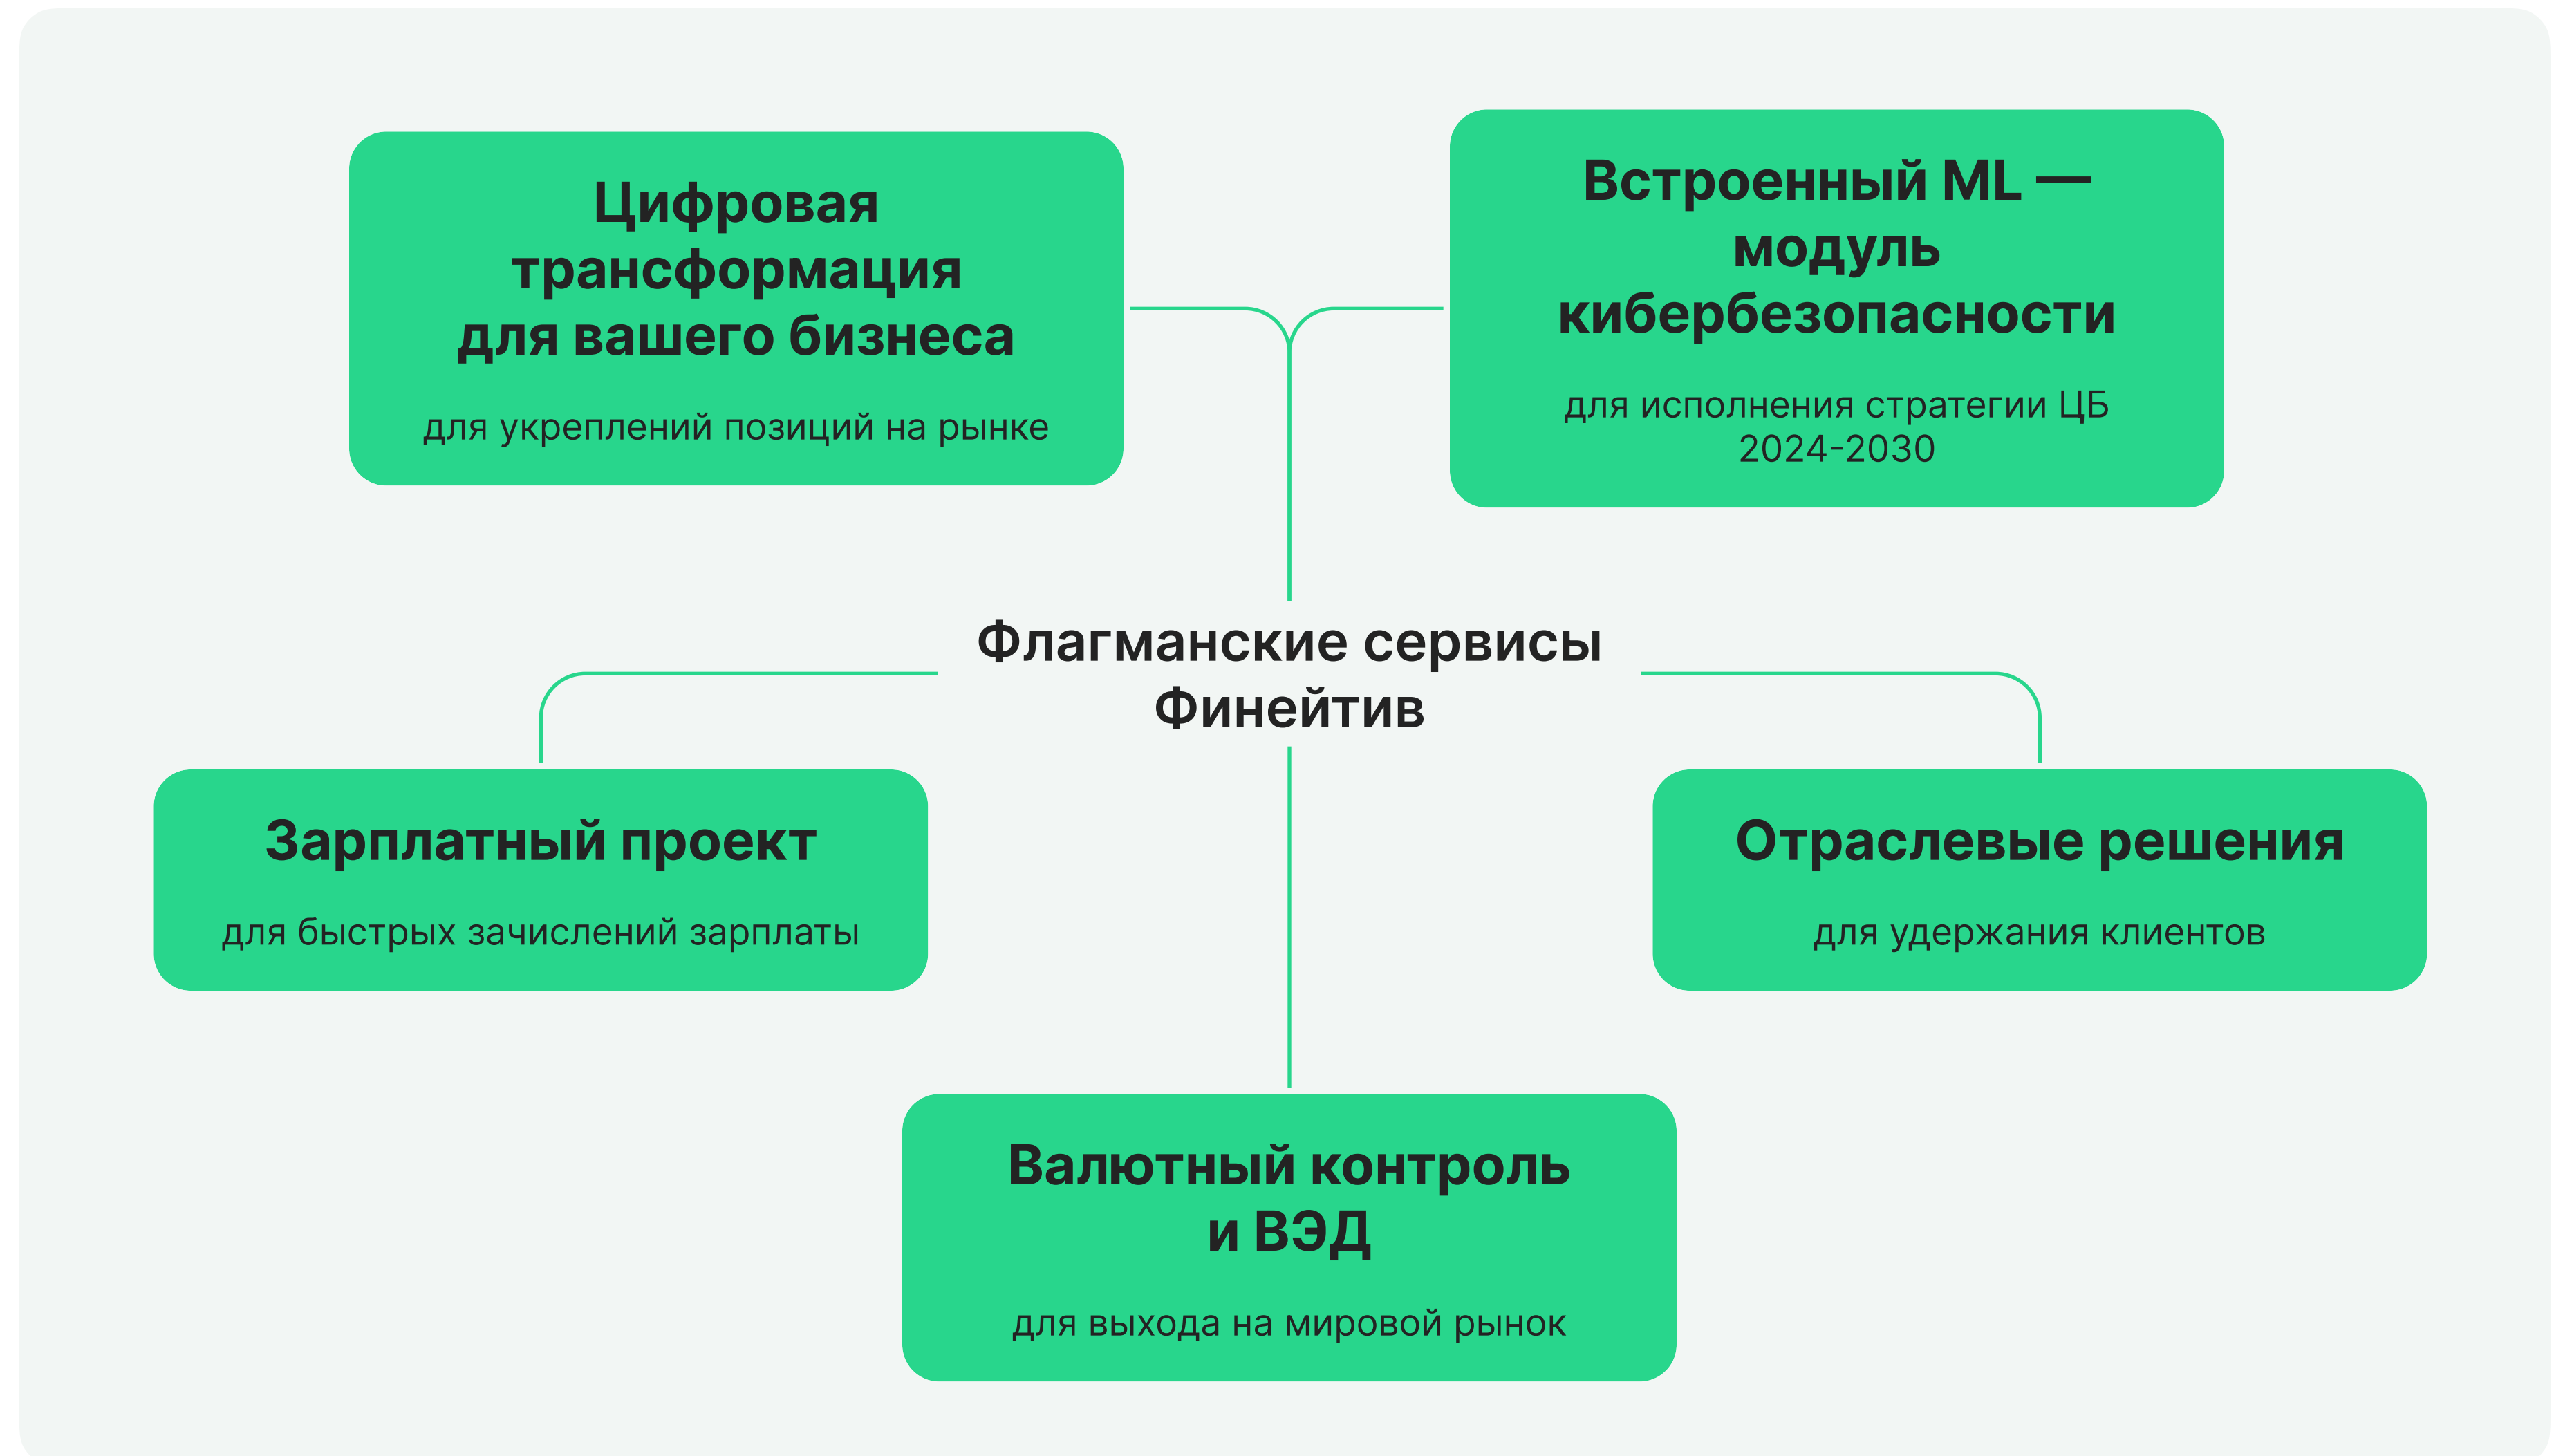 Цифровая
трансформация
для вашего бизнеса
для укреплений позиций на рынке
Встроенный ML —
модуль
кибербезопасности
для исполнения стратегии ЦБ
2024-2030
Флагманские сервисы
Финейтив
Зарплатный проект
для быстрых зачислений зарплаты
Отраслевые решения
для удержания клиентов
Валютный контроль
и ВЭД
для выхода на мировой рынок